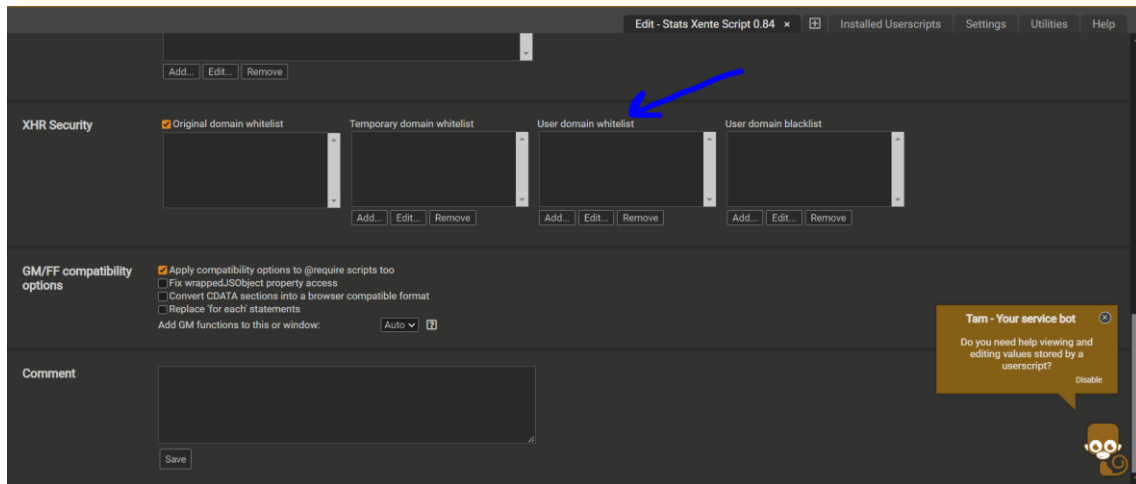 Edit - Stats Xente Script 0.84 × Installed Userscripts Settings Utilities Help
Add... Edit... Remove
XHR Security
Original domain whitelist Temporary domain whitelist User domain whitelist User domain blacklist
Add... Edit... Remove Add... Edit... Remove Add... Edit... Remove
GM/FF compatibility
options
Apply compatibility options to @require scripts too
Fix wrappedJSObject property access
Convert CDATA sections into a browser compatible format
Replace 'for each' statements
Add GM functions to this or window: Auto ?
Tam - Your service bot
Do you need help viewing and
editing values stored by a
userscript?
Disable
Comment
Save